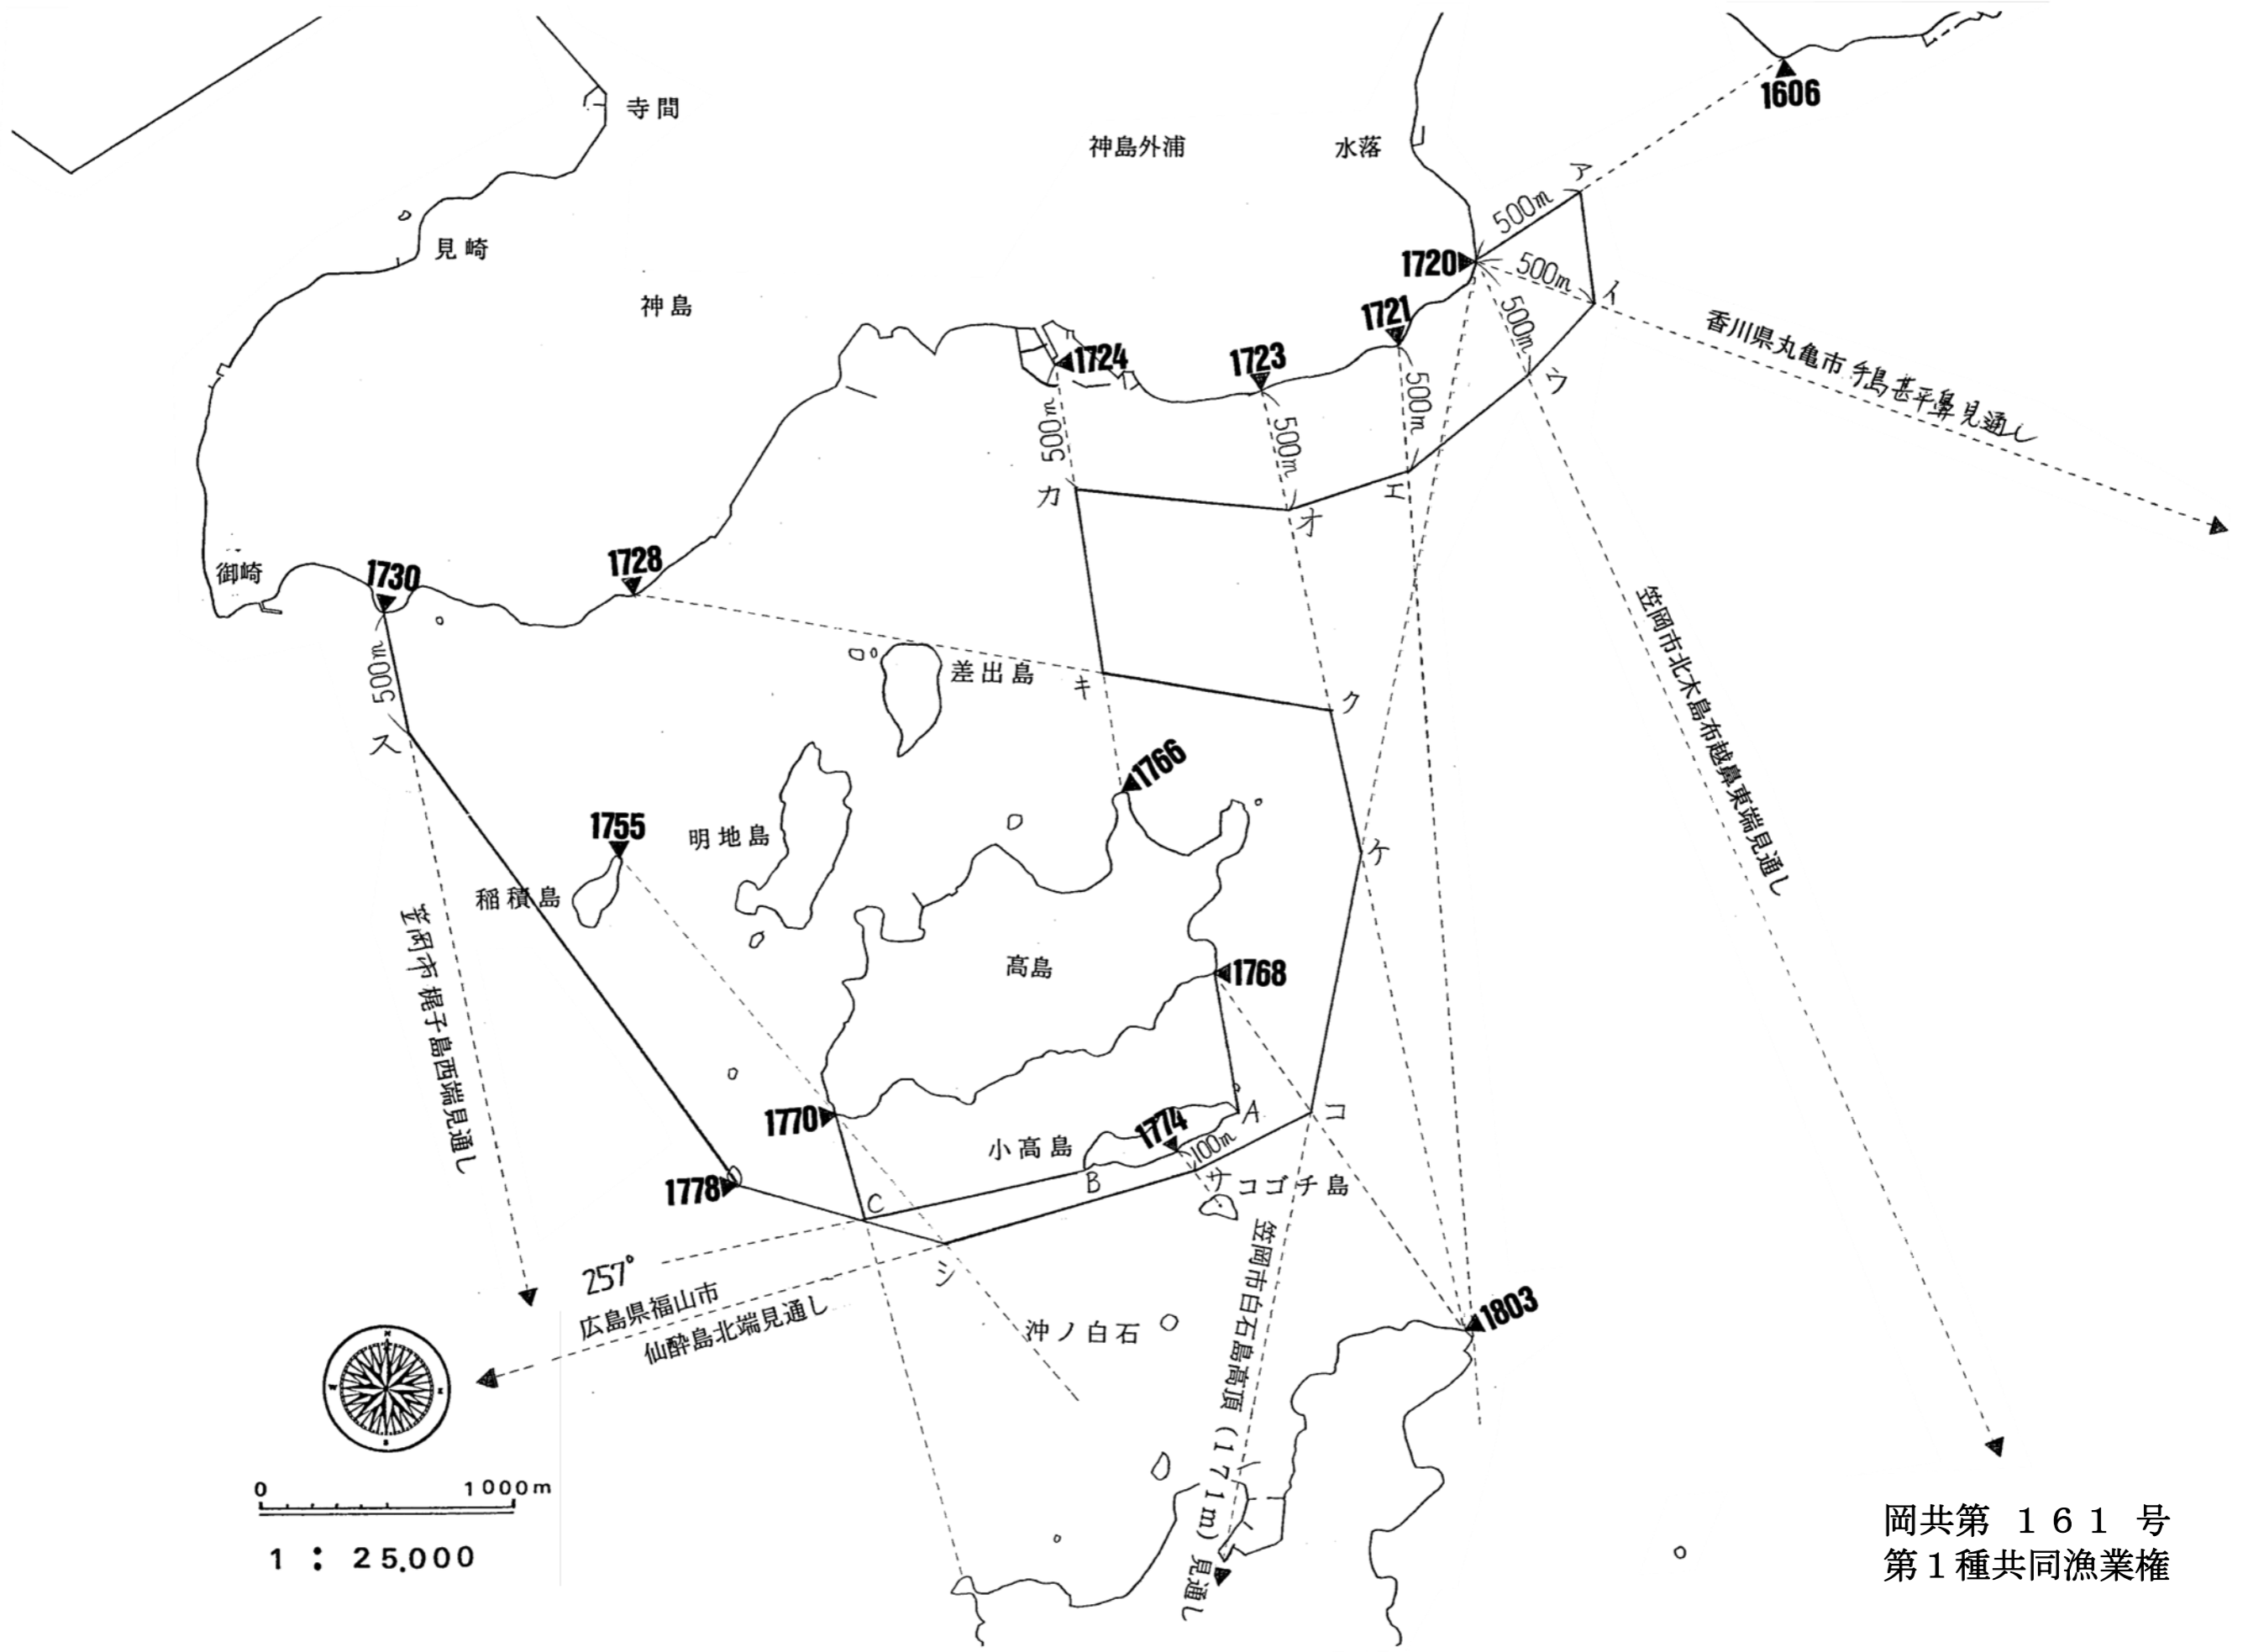 寺間
神島外浦
水落
1606
ア
500m
見崎
1720
500m
イ
神島
500m
1721
香川県丸亀市手島甚平鼻見通し
1724
1723
500m
ウ
500m
500m
カ
エ
オ
御崎
1730
1728
500m
差出島
キ
ク
笠岡市北木島布越鼻東端見通し
ス
1766
1755
明地島
ケ
稲積島
笠岡市梶子島西端見通し
高島
1768
1770
1774
A
コ
小高島
100m
1778
B
サ
コゴチ島
C
257°
シ
広島県福山市
仙酔島北端見通し
沖ノ白石
笠岡市白石島高頂(171m)見通し
1803
N
W
E
S
0 1000m
1:25.000
岡共第 161 号
第1種共同漁業権